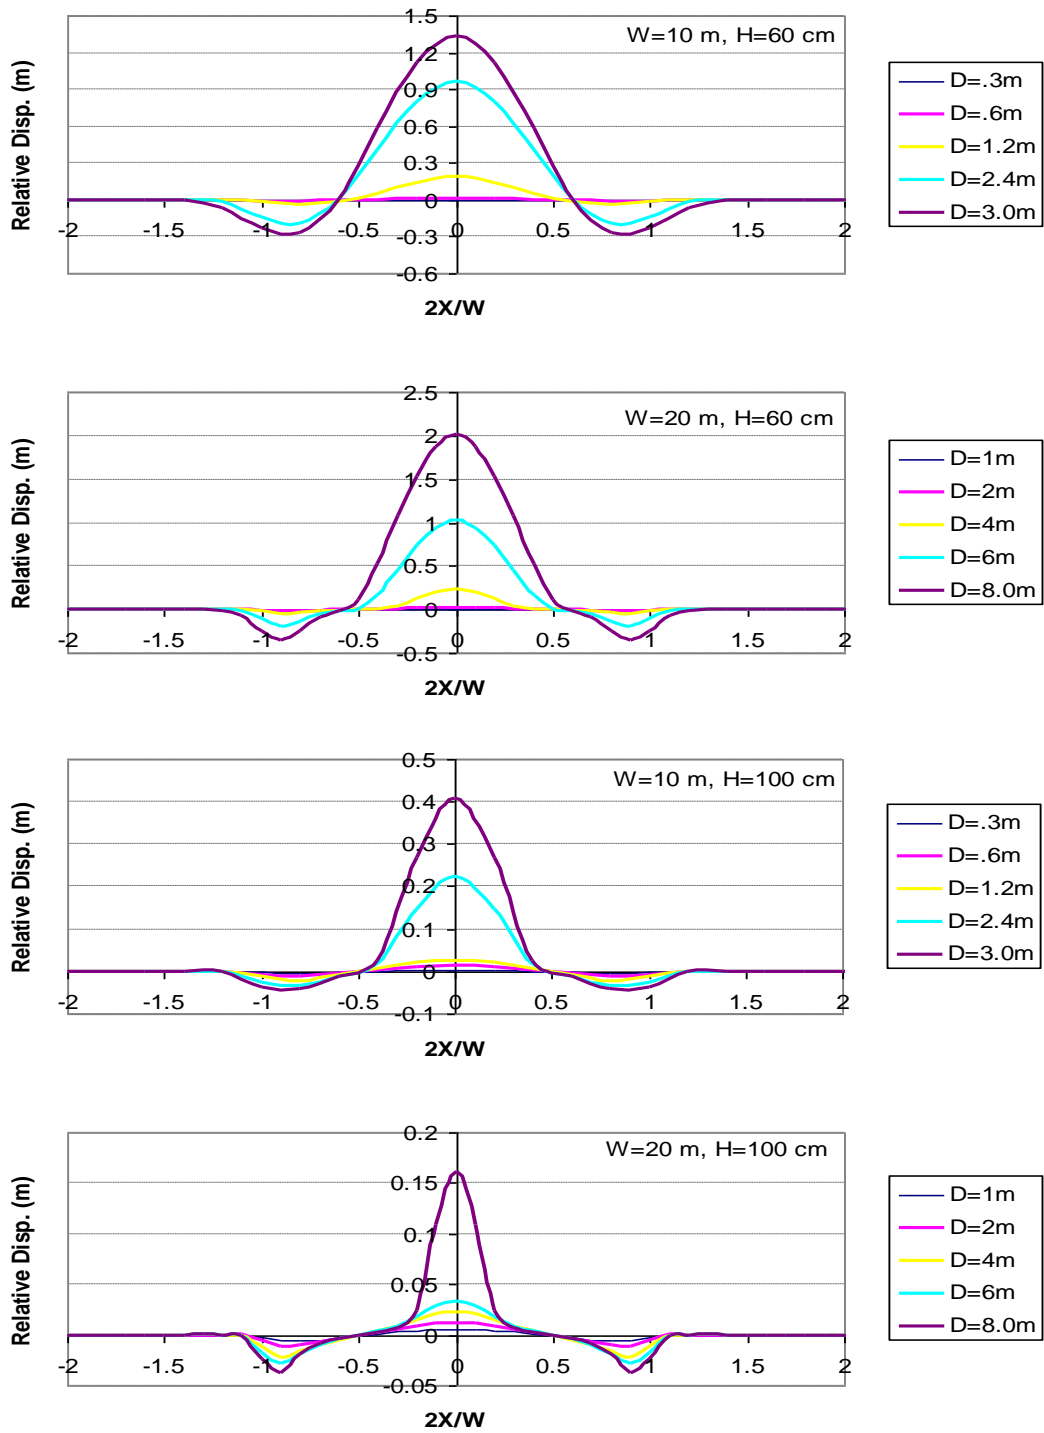 W=10 m, H=60 cm
Relative Disp. (m)
1.5
1.2
0.9
0.6
0.3
0
-0.3
-0.6
-2 -1.5 -1 -0.5 0 0.5 1 1.5 2
2X/W
D=.3m
D=.6m
D=1.2m
D=2.4m
D=3.0m
W=20 m, H=60 cm
Relative Disp. (m)
2.5
2
1.5
1
0.5
0
-0.5
-2 -1.5 -1 -0.5 0 0.5 1 1.5 2
2X/W
D=1m
D=2m
D=4m
D=6m
D=8.0m
W=10 m, H=100 cm
Relative Disp. (m)
0.5
0.4
0.3
0.2
0.1
0
-0.1
-2 -1.5 -1 -0.5 0 0.5 1 1.5 2
2X/W
D=.3m
D=.6m
D=1.2m
D=2.4m
D=3.0m
W=20 m, H=100 cm
Relative Disp. (m)
0.2
0.15
0.1
0.05
0
-0.05
-2 -1.5 -1 -0.5 0 0.5 1 1.5 2
2X/W
D=1m
D=2m
D=4m
D=6m
D=8.0m